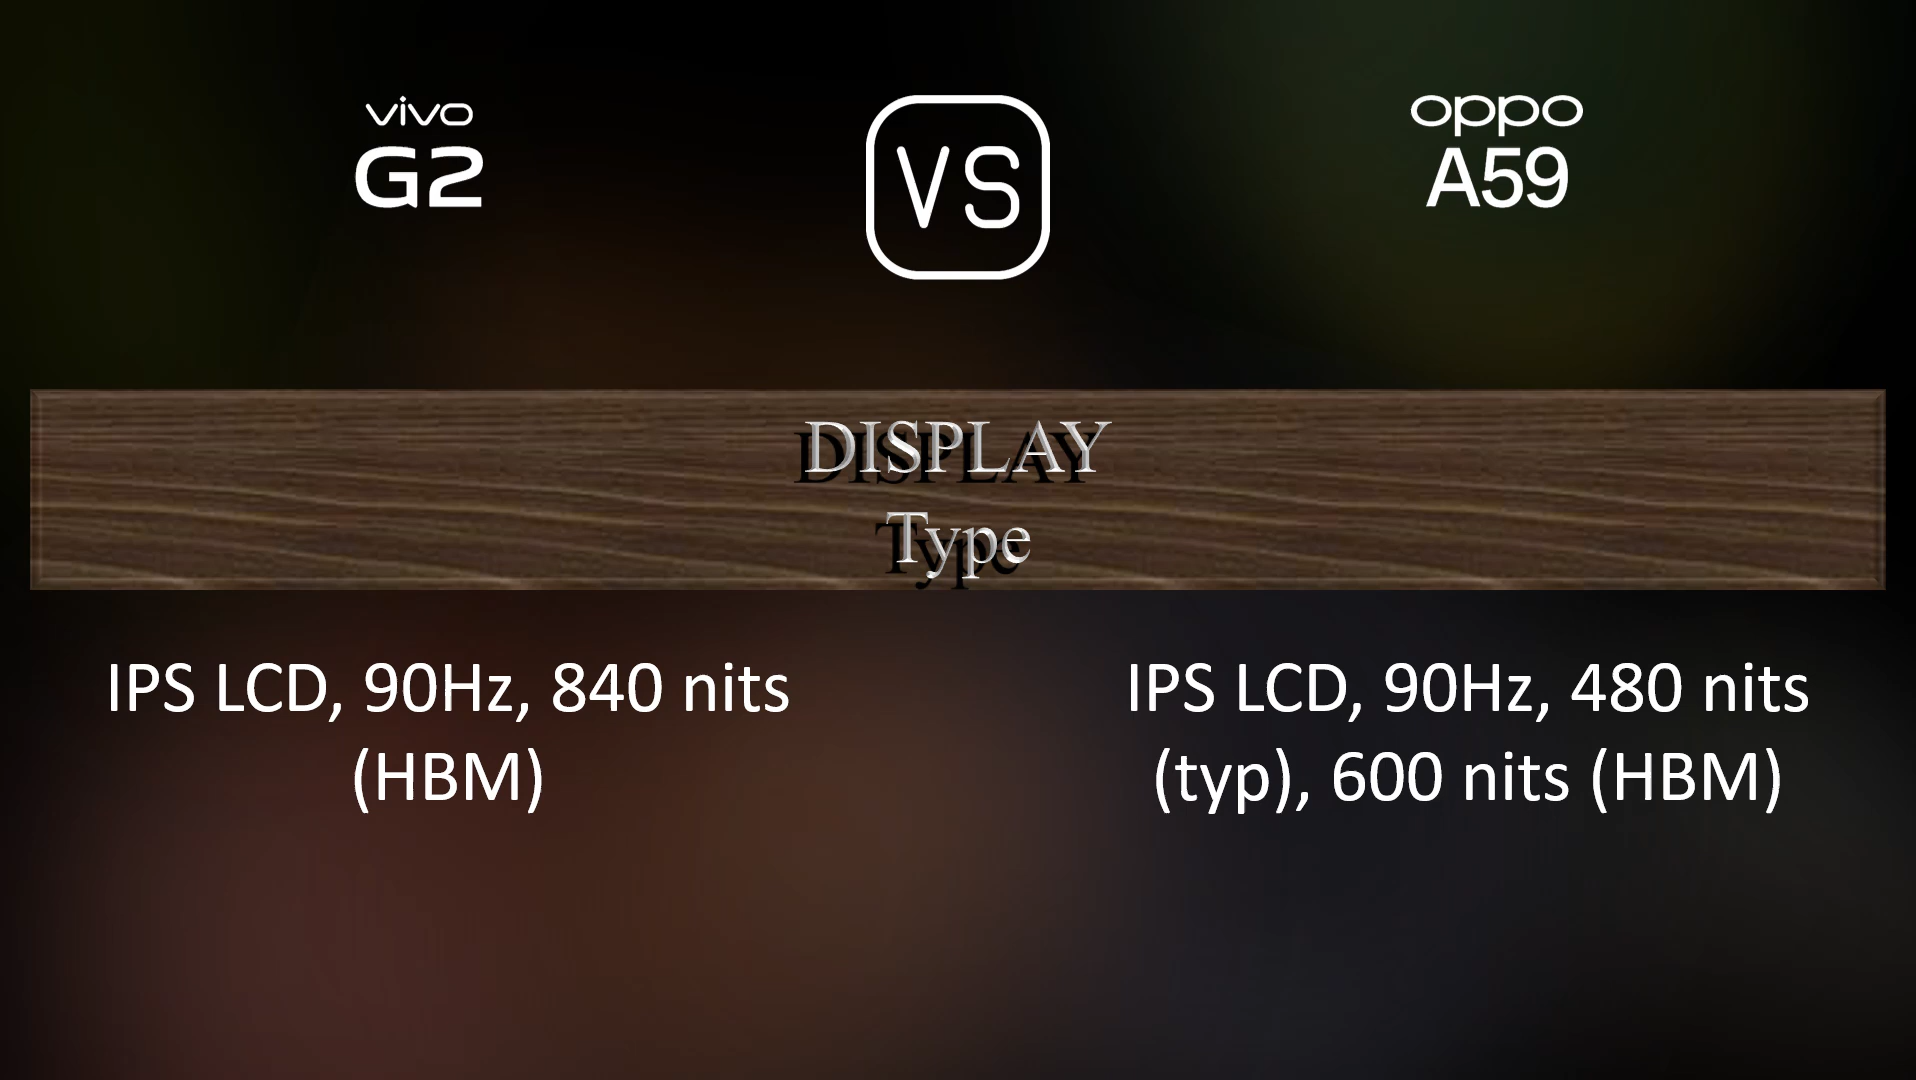 vivo
G2
VS
oppo
A59
DISPLAY
Type
IPS LCD, 90Hz, 840 nits
(HBM)
IPS LCD, 90Hz, 480 nits
(typ), 600 nits (HBM)